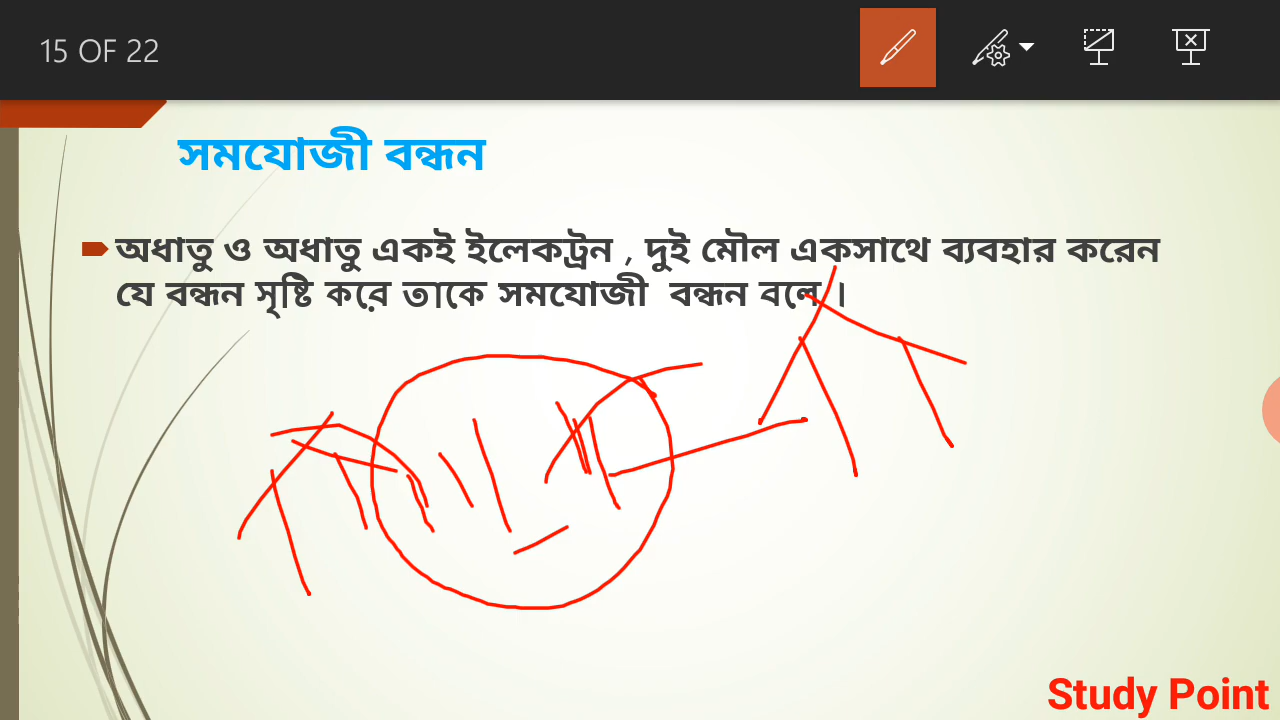 15 OF 22
সমযোজী বন্ধন
অধাতু ও অধাতু একই ইলেকট্রন , দুই মৌল একসাথে ব্যবহার করেন
যে বন্ধন সৃষ্টি করে তাকে সমযোজী বন্ধন বলে ।
Study Point